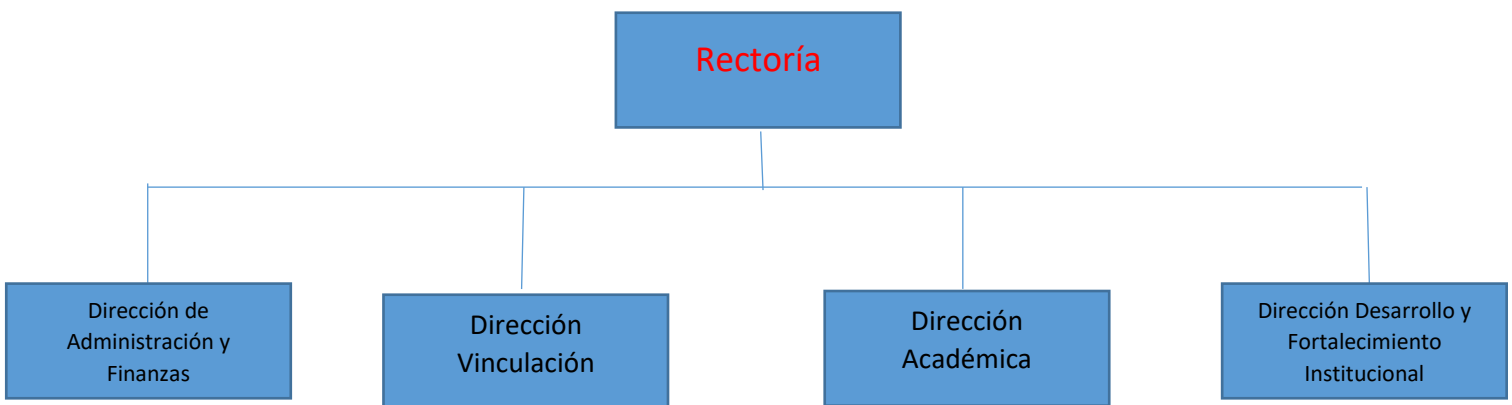 Rectoría
Dirección de
Administración y
Finanzas
Dirección
Vinculación
Dirección
Académica
Dirección Desarrollo y
Fortalecimiento
Institucional